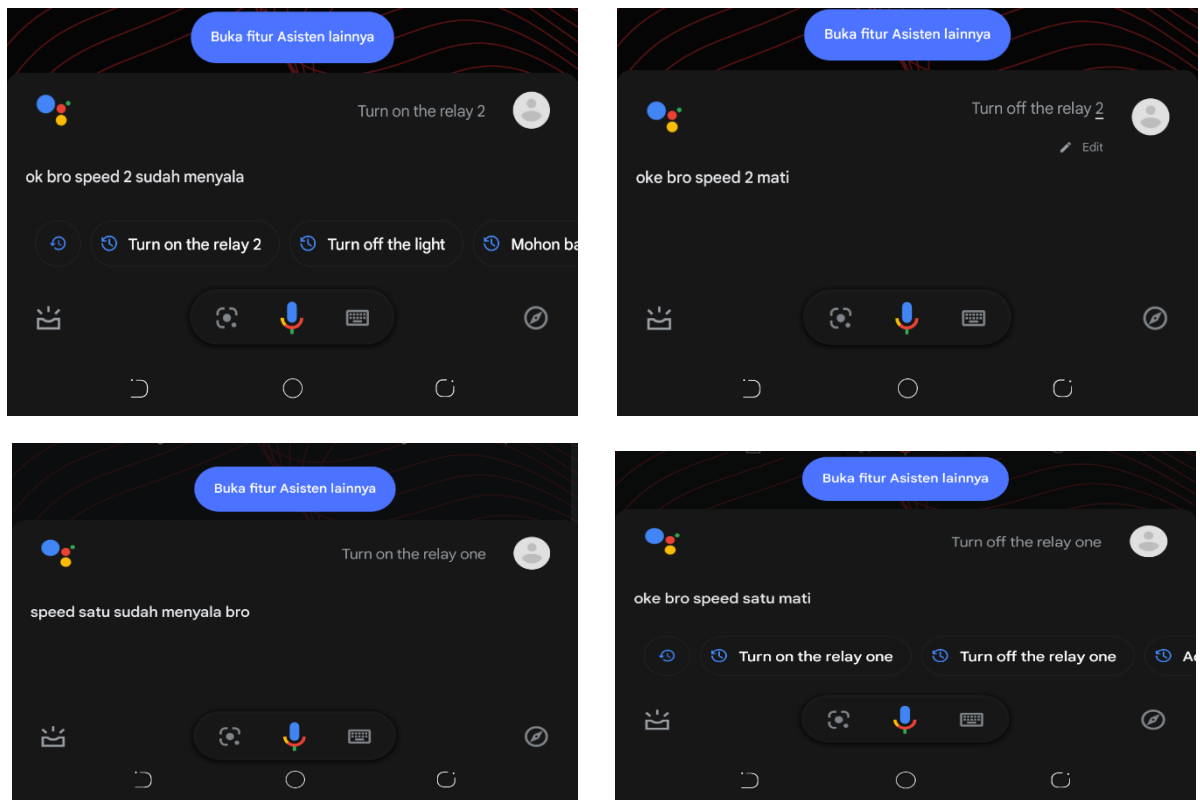 Buka fitur Asisten lainnya
Turn on the relay 2
ok bro speed 2 sudah menyala
Turn on the relay 2
Turn off the light
Mohon ba
Buka fitur Asisten lainnya
Turn off the relay 2
Edit
oke bro speed 2 mati
Buka fitur Asisten lainnya
Turn on the relay one
speed satu sudah menyala bro
Buka fitur Asisten lainnya
Turn off the relay one
oke bro speed satu mati
Turn on the relay one
Turn off the relay one